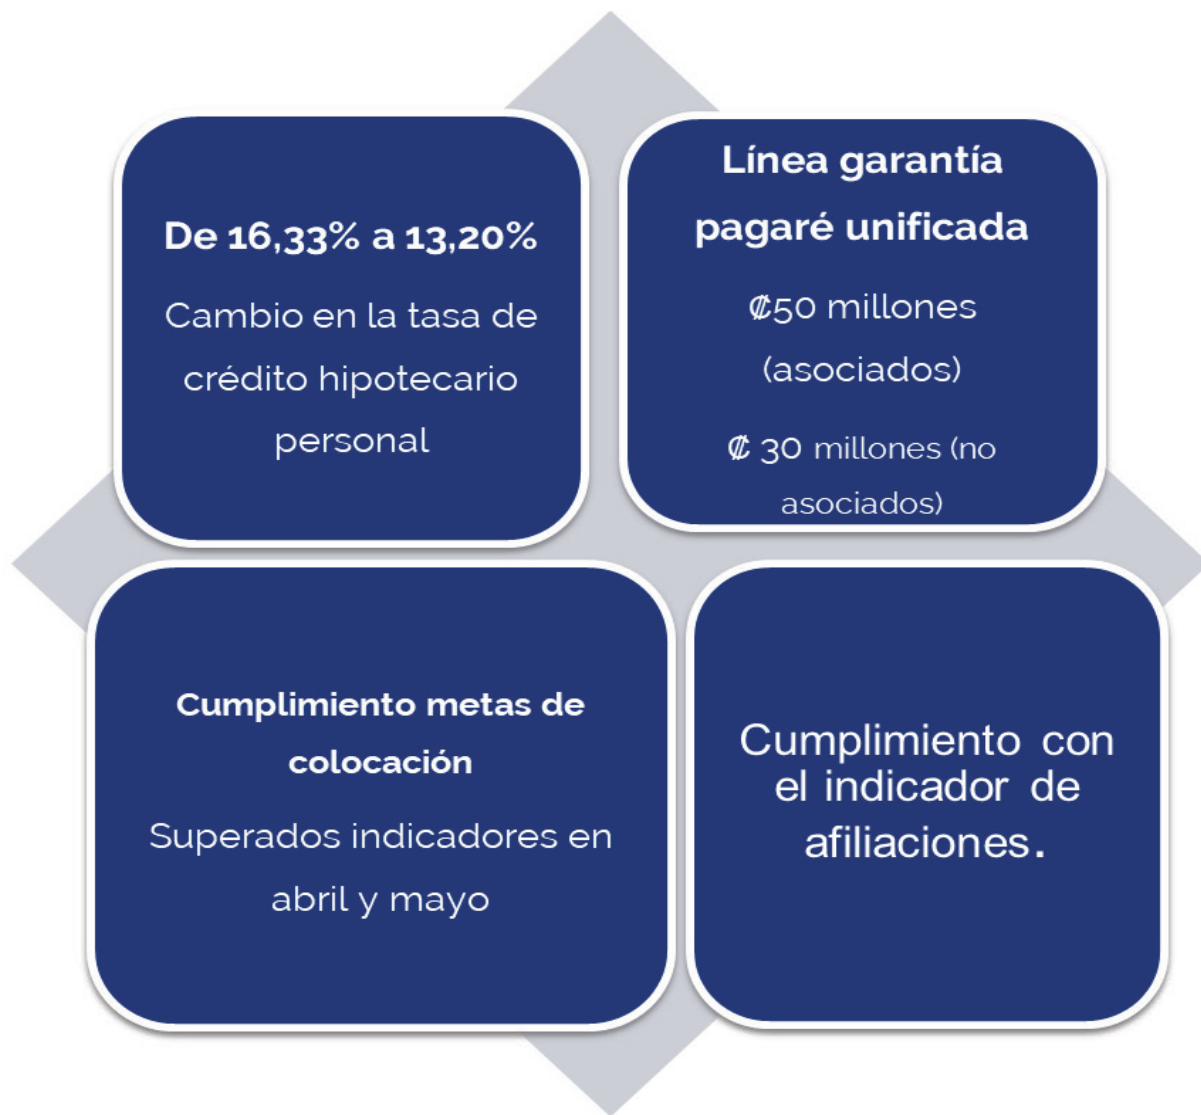 De 16,33% a 13,20%
Cambio en la tasa de
crédito hipotecario
personal
Línea garantía
pagaré unificada
₡50 millones
(asociados)
₡ 30 millones (no
asociados)
Cumplimiento metas de
colocación
Superados indicadores en
abril y mayo
Cumplimiento con
el indicador de
afiliaciones.